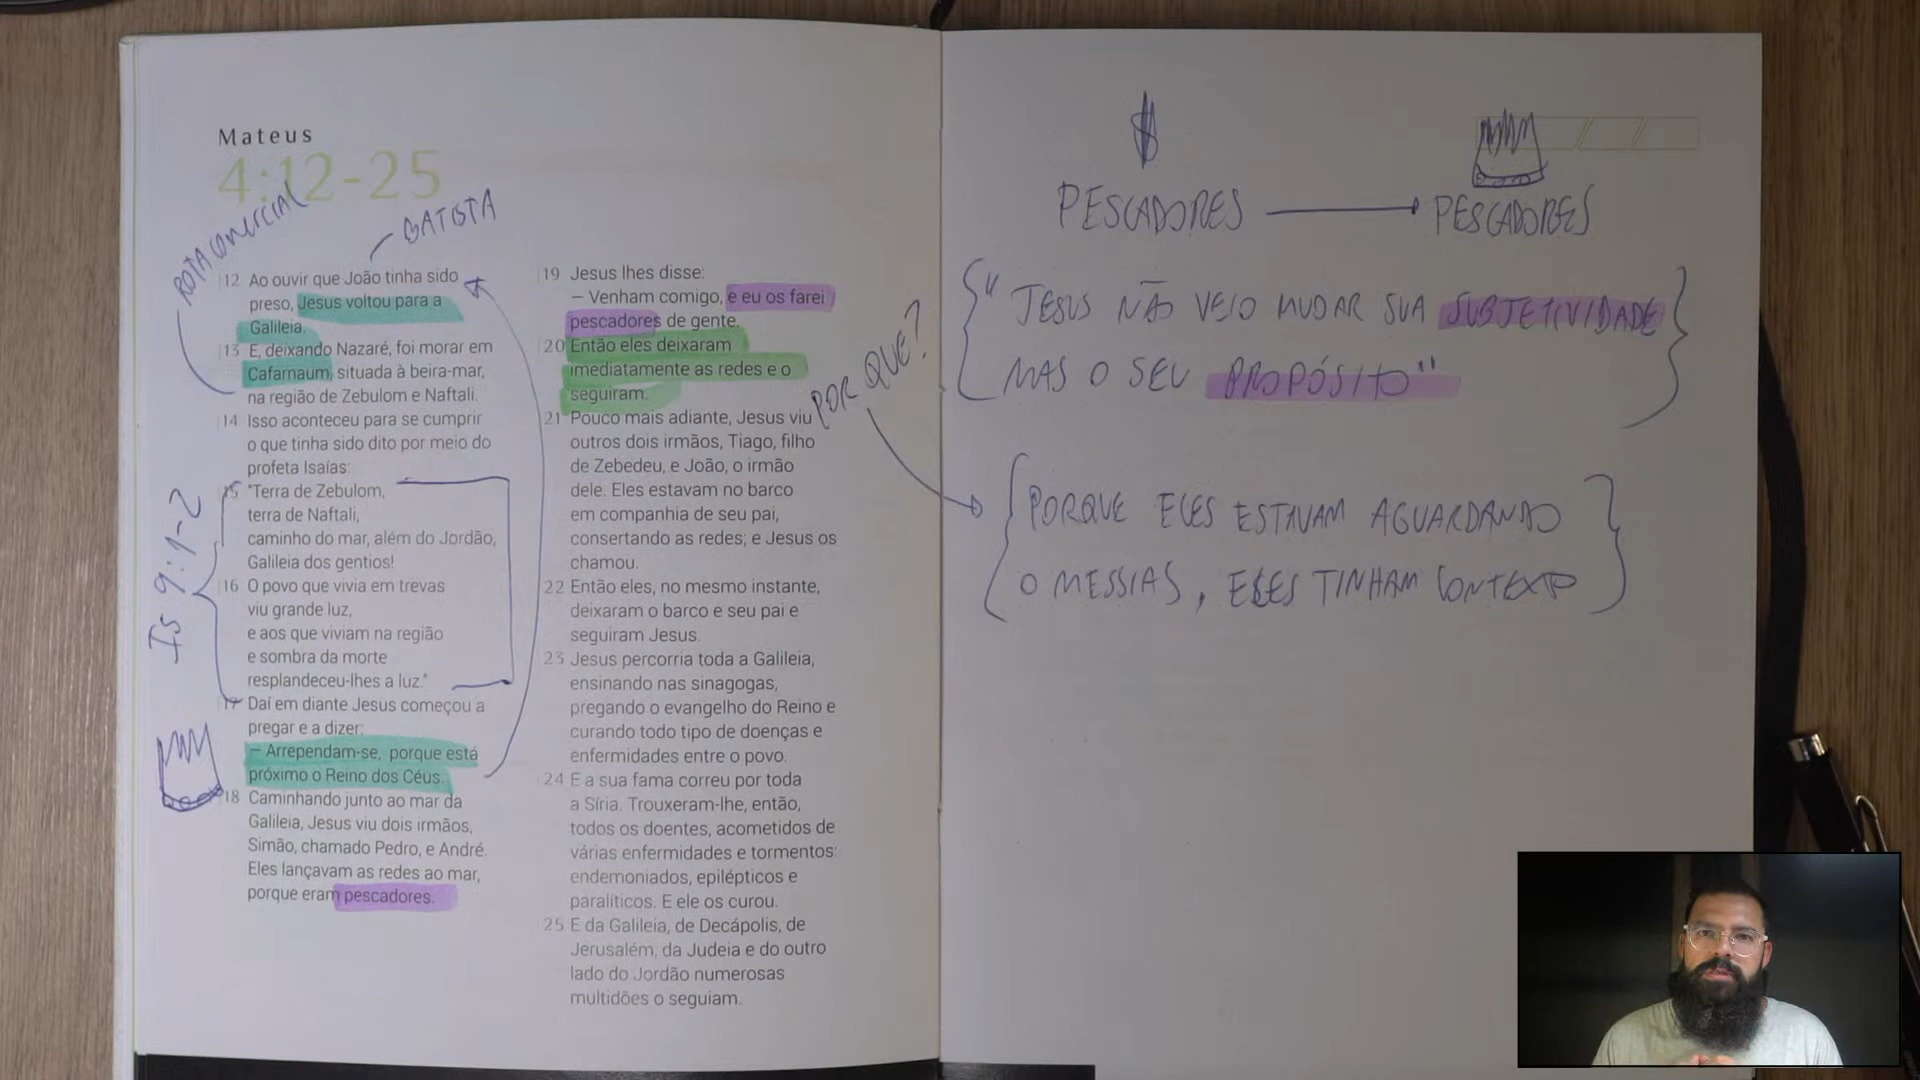 Mateus
4:12-25
ROTA COMERCIAL
BATISTA
12 Ao ouvir que João tinha sido
preso, Jesus voltou para a
Galileia.
13 E, deixando Nazaré, foi morar em
Cafarnaum, situada à beira-mar,
na região de Zebulom e Naftali.
14 Isso aconteceu para se cumprir
o que tinha sido dito por meio do
profeta Isaías:
15 "Terra de Zebulom,
terra de Naftali,
caminho do mar, além do Jordão,
Galileia dos gentios!
16 O povo que vivia em trevas
viu grande luz,
e aos que viviam na região
e sombra da morte
resplandeceu-lhes a luz."
Is 9:1-2
17 Daí em diante Jesus começou a
pregar e a dizer:
– Arrependam-se, porque está
próximo o Reino dos Céus.
18 Caminhando junto ao mar da
Galileia, Jesus viu dois irmãos,
Simão, chamado Pedro, e André.
Eles lançavam as redes ao mar,
porque eram pescadores.
19 Jesus lhes disse:
– Venham comigo, e eu os farei
pescadores de gente.
20 Então eles deixaram
imediatamente as redes e o
seguiram.
21 Pouco mais adiante, Jesus viu
outros dois irmãos, Tiago, filho
de Zebedeu, e João, o irmão
dele. Eles estavam no barco
em companhia de seu pai,
consertando as redes; e Jesus os
chamou.
22 Então eles, no mesmo instante,
deixaram o barco e seu pai e
seguiram Jesus.
23 Jesus percorria toda a Galileia,
ensinando nas sinagogas,
pregando o evangelho do Reino e
curando todo tipo de doenças e
enfermidades entre o povo.
24 E a sua fama correu por toda
a Síria. Trouxeram-lhe, então,
todos os doentes, acometidos de
várias enfermidades e tormentos:
endemoniados, epilépticos e
paralíticos. E ele os curou.
25 E da Galileia, de Decápolis, de
Jerusalém, da Judeia e do outro
lado do Jordão numerosas
multidões o seguiam.
POR QUE?
$
PESCADORES PESCADORES
"JESUS NÃO VEIO MUDAR SUA SUBJETIVIDADE
MAS O SEU PROPÓSITO"
PORQUE ELES ESTAVAM AGUARDANDO
O MESSIAS, ELES TINHAM CONTEXTO